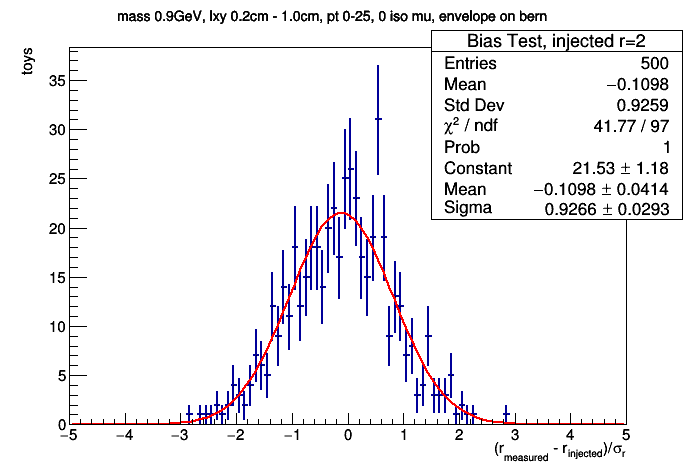 mass 0.9GeV, lxy 0.2cm - 1.0cm, pt 0-25, 0 iso mu, envelope on bern
toys
Bias Test, injected r=2
Entries 500
Mean −0.1098
Std Dev 0.9259
χ² / ndf 41.77 / 97
Prob 1
Constant 21.53 ± 1.18
Mean −0.1098 ± 0.0414
Sigma 0.9266 ± 0.0293
35
30
25
20
15
10
5
0
−5 −4 −3 −2 −1 0 1 2 3 4 5
(r_measured - r_injected)/σ_r